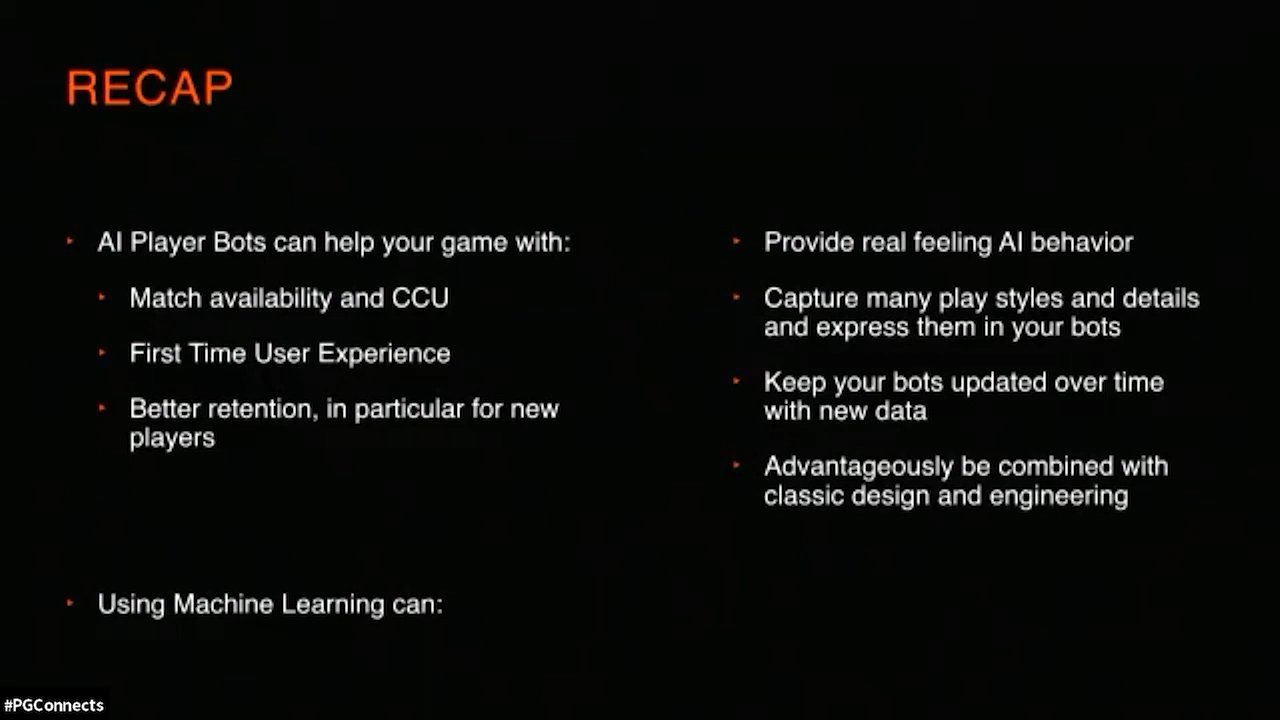 RECAP
AI Player Bots can help your game with:
Match availability and CCU
First Time User Experience
Better retention, in particular for new
players
Using Machine Learning can:
Provide real feeling AI behavior
Capture many play styles and details
and express them in your bots
Keep your bots updated over time
with new data
Advantageously be combined with
classic design and engineering
#PGConnects